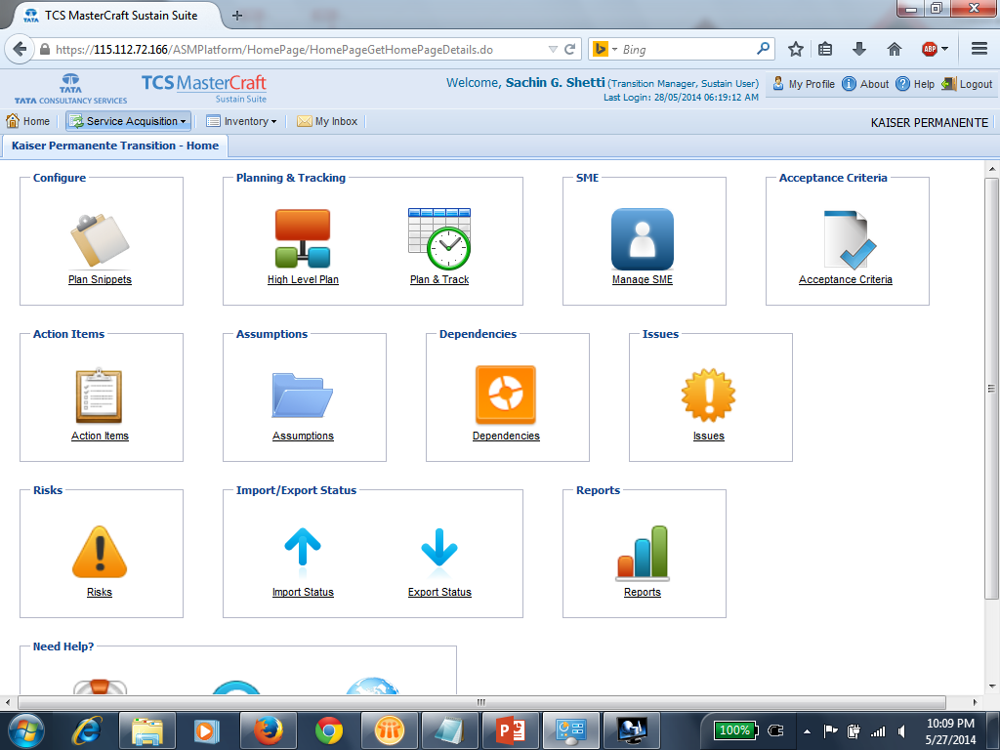 TATA
TCS MasterCraft Sustain Suite
https://115.112.72.166/ASMPlatform/HomePage/HomePageGetHomePageDetails.do
Bing
ABP
TATA
TATA CONSULTANCY SERVICES
TCS MasterCraft
Sustain Suite
Welcome, Sachin G. Shetti (Transition Manager, Sustain User)
Last Login: 28/05/2014 06:19:12 AM
My Profile
About
Help
Logout
Home
Service Acquisition
Inventory
My Inbox
KAISER PERMANENTE
Kaiser Permanente Transition - Home
Configure
Planning & Tracking
SME
Acceptance Criteria
Plan Snippets
High Level Plan
Plan & Track
Manage SME
Acceptance Criteria
Action Items
Assumptions
Dependencies
Issues
Action Items
Assumptions
Dependencies
Issues
Risks
Import/Export Status
Reports
Risks
Import Status
Export Status
Reports
Need Help?
100%
10:09 PM
5/27/2014